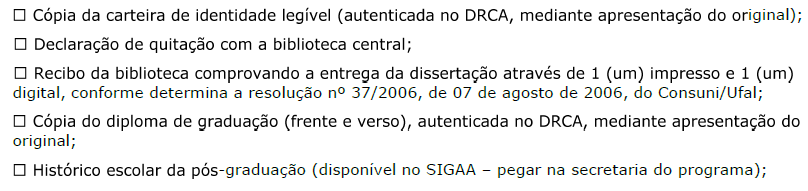 ☐ Cópia da carteira de identidade legível (autenticada no DRCA, mediante apresentação do original);
☐ Declaração de quitação com a biblioteca central;
☐ Recibo da biblioteca comprovando a entrega da dissertação através de 1 (um) impresso e 1 (um)
digital, conforme determina a resolução nº 37/2006, de 07 de agosto de 2006, do Consuni/Ufal;
☐ Cópia do diploma de graduação (frente e verso), autenticada no DRCA, mediante apresentação do
original;
☐ Histórico escolar da pós-graduação (disponível no SIGAA – pegar na secretaria do programa);